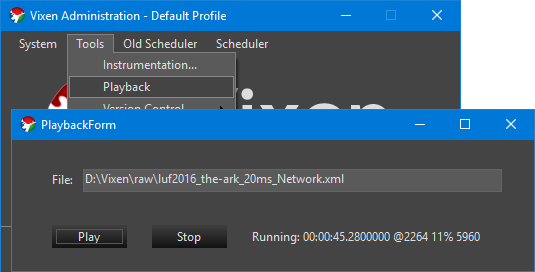 Vixen Administration - Default Profile
System Tools Old Scheduler Scheduler
Instrumentation...
Playback
Version Control
PlaybackForm
File: D:\Vixen\raw\luf2016_the-ark_20ms_Network.xml
Play Stop Running: 00:00:45.2800000 @2264 11% 5960